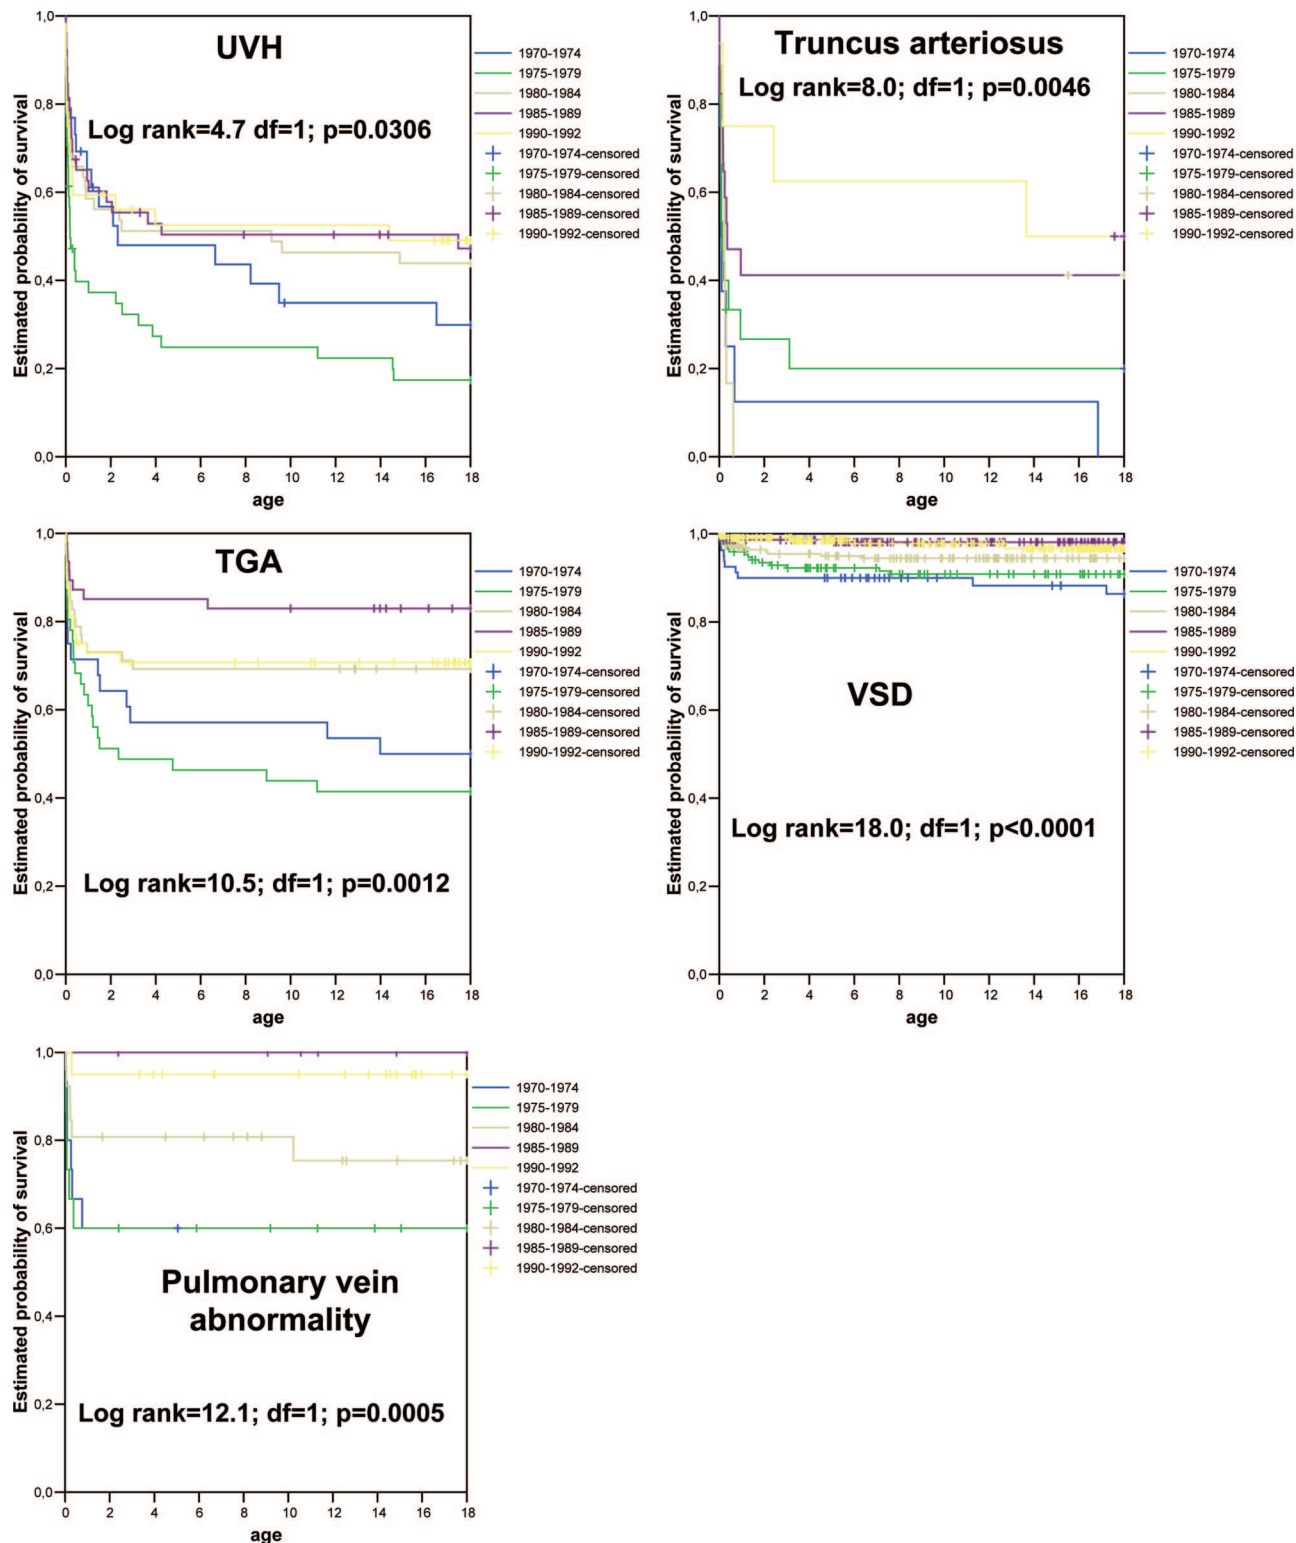 UVH
Log rank=4.7 df=1; p=0.0306
Estimated probability of survival
1,0
0,8
0,6
0,4
0,2
0,0
0 2 4 6 8 10 12 14 16 18
age
1970-1974
1975-1979
1980-1984
1985-1989
1990-1992
1970-1974-censored
1975-1979-censored
1980-1984-censored
1985-1989-censored
1990-1992-censored
Truncus arteriosus
Log rank=8.0; df=1; p=0.0046
Estimated probability of survival
1,0
0,8
0,6
0,4
0,2
0,0
0 2 4 6 8 10 12 14 16 18
age
1970-1974
1975-1979
1980-1984
1985-1989
1990-1992
1970-1974-censored
1975-1979-censored
1980-1984-censored
1985-1989-censored
1990-1992-censored
TGA
Log rank=10.5; df=1; p=0.0012
Estimated probability of survival
1,0
0,8
0,6
0,4
0,2
0,0
0 2 4 6 8 10 12 14 16 18
age
1970-1974
1975-1979
1980-1984
1985-1989
1990-1992
1970-1974-censored
1975-1979-censored
1980-1984-censored
1985-1989-censored
1990-1992-censored
VSD
Log rank=18.0; df=1; p<0.0001
Estimated probability of survival
1,0
0,8
0,6
0,4
0,2
0,0
0 2 4 6 8 10 12 14 16 18
age
1970-1974
1975-1979
1980-1984
1985-1989
1990-1992
1970-1974-censored
1975-1979-censored
1980-1984-censored
1985-1989-censored
1990-1992-censored
Pulmonary vein
abnormality
Log rank=12.1; df=1; p=0.0005
Estimated probability of survival
1,0
0,8
0,6
0,4
0,2
0,0
0 2 4 6 8 10 12 14 16 18
age
1970-1974
1975-1979
1980-1984
1985-1989
1990-1992
1970-1974-censored
1975-1979-censored
1980-1984-censored
1985-1989-censored
1990-1992-censored